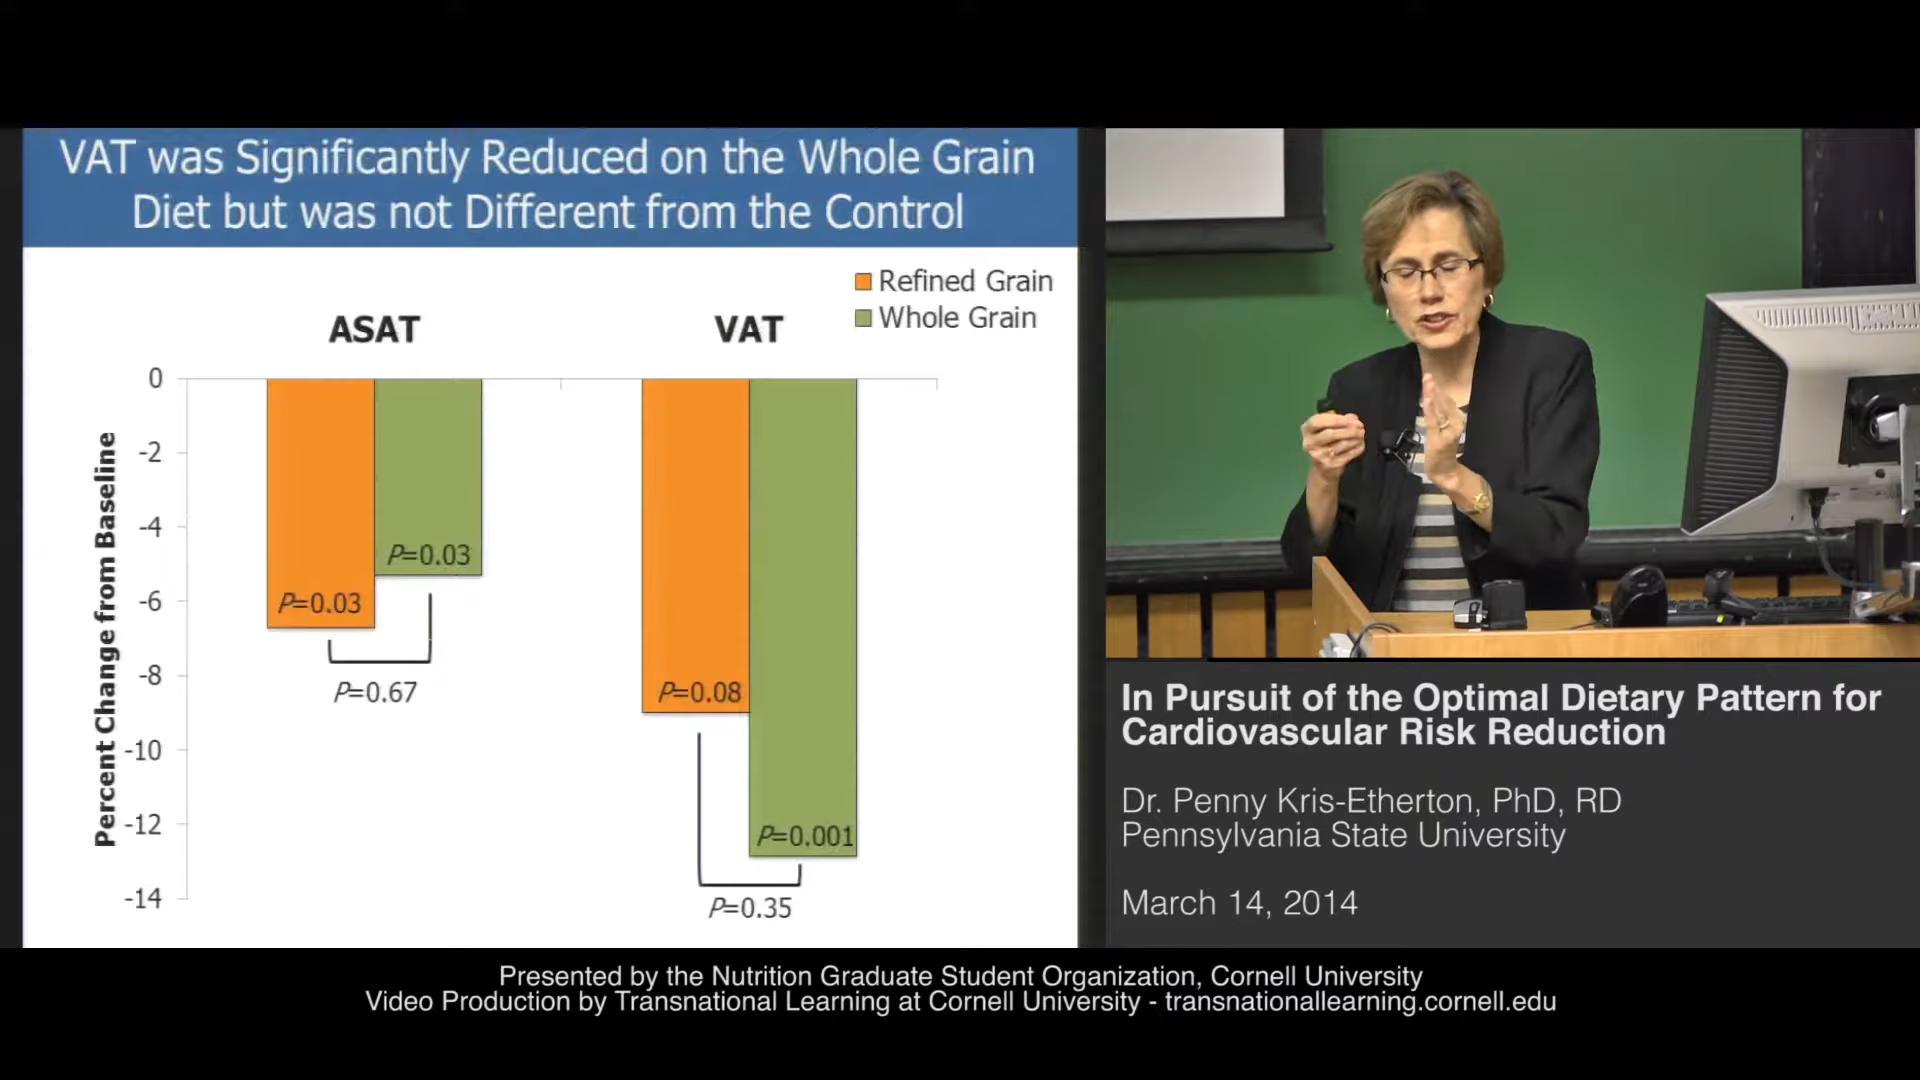 VAT was Significantly Reduced on the Whole Grain
Diet but was not Different from the Control
Refined Grain
Whole Grain
ASAT
VAT
Percent Change from Baseline
0
-2
-4
-6
-8
-10
-12
-14
P=0.03
P=0.03
P=0.67
P=0.08
P=0.001
P=0.35
In Pursuit of the Optimal Dietary Pattern for
Cardiovascular Risk Reduction
Dr. Penny Kris-Etherton, PhD, RD
Pennsylvania State University
March 14, 2014
Presented by the Nutrition Graduate Student Organization, Cornell University
Video Production by Transnational Learning at Cornell University - transnationallearning.cornell.edu